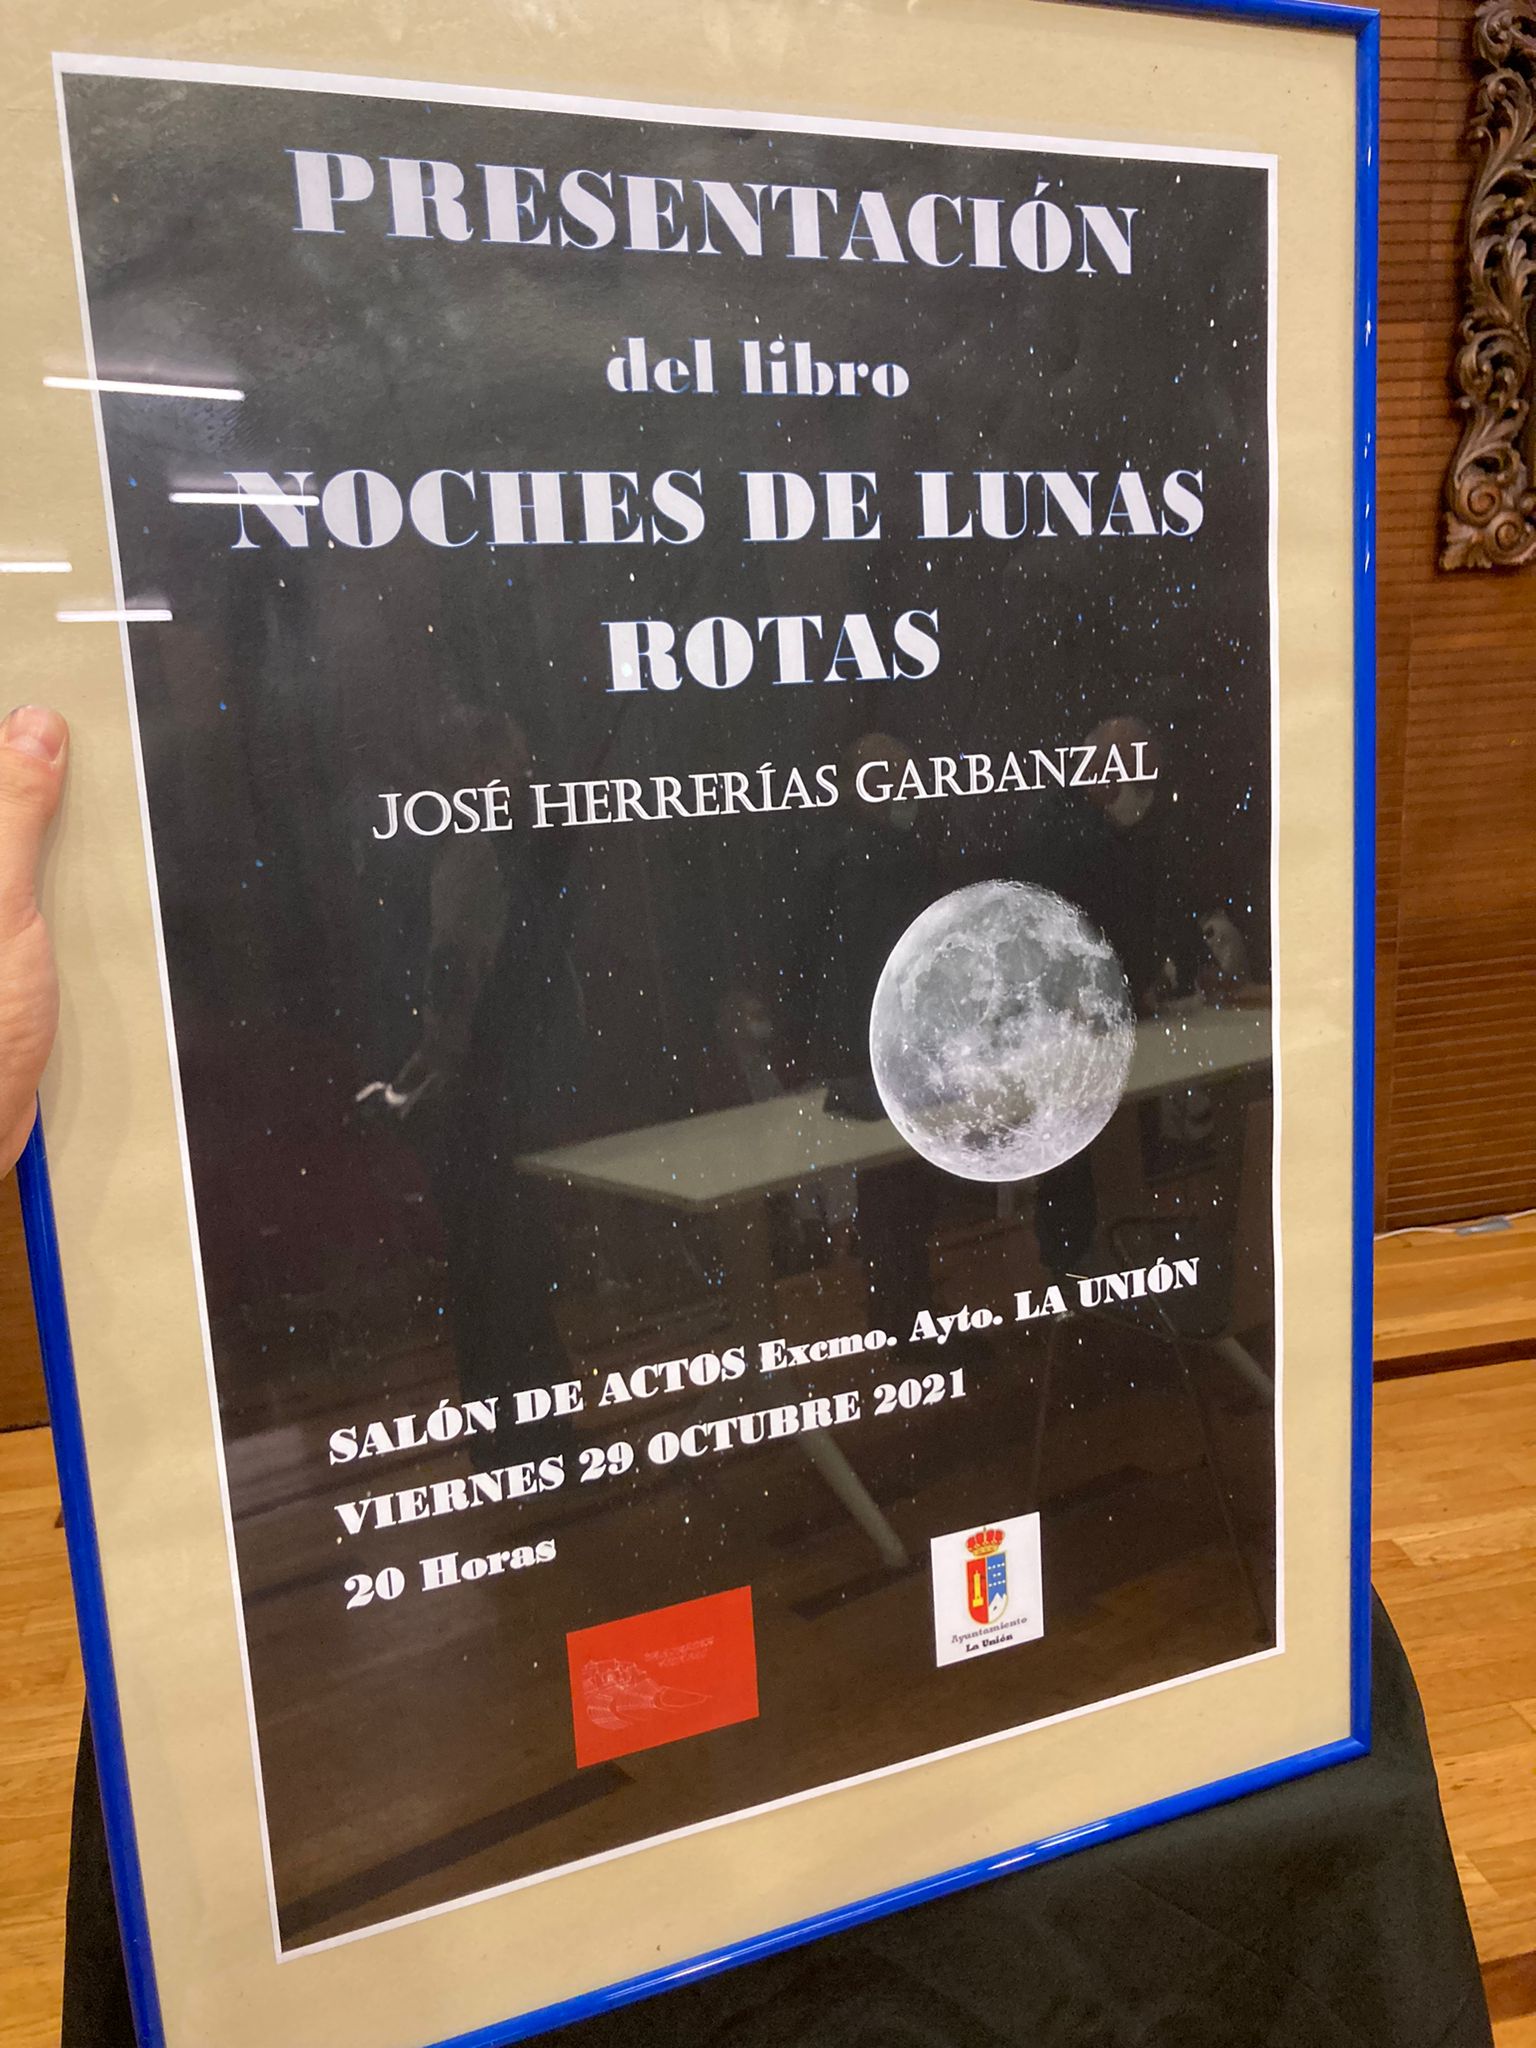 PRESENTACIÓN
del libro
NOCHES DE LUNAS
ROTAS
JOSÉ HERRERÍAS GARBANZAL
SALÓN DE ACTOS Excmo. Ayto. LA UNIÓN
VIERNES 29 OCTUBRE 2021
20 Horas
Ayuntamiento
La Unión